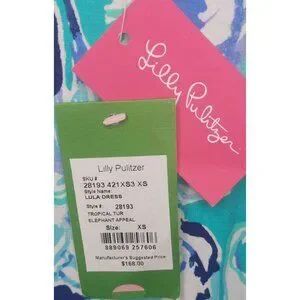 Lilly Pulitzer
Lilly Pulitzer
SKU #
28193 421XS3 XS
Style Name
LULA DRESS
Style #: 28193
TROPICAL TUR
ELEPHANT APPEAL
Size: XS
889069 257606
Manufacturer's Suggested Price
$168.00